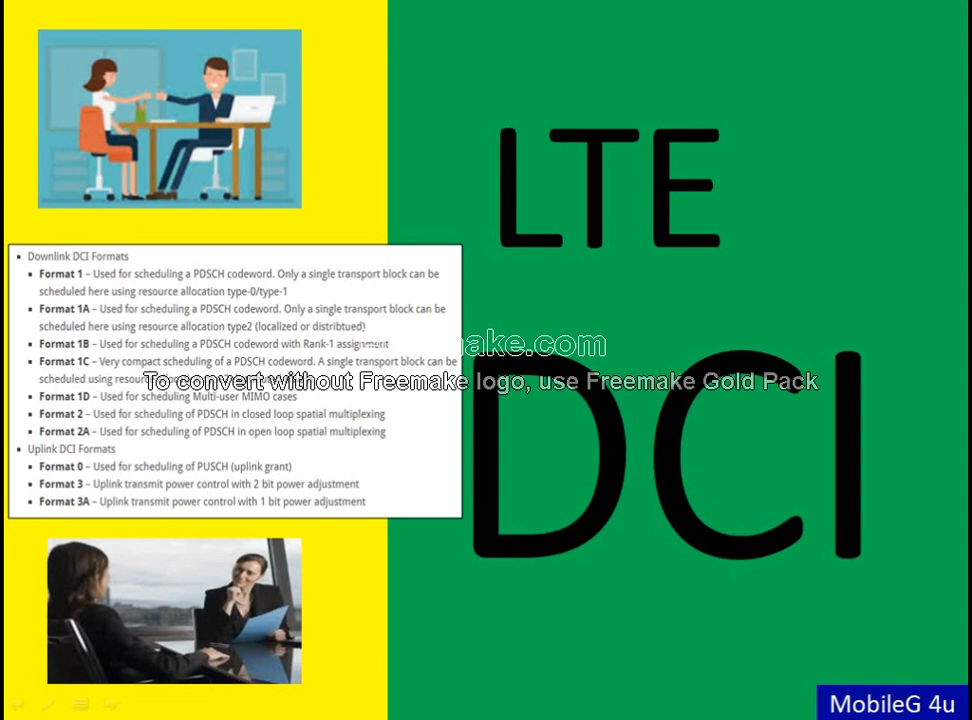 LTE
DCI
Downlink DCI Formats
Format 1 – Used for scheduling a PDSCH codeword. Only a single transport block can be
scheduled here using resource allocation type-0/type-1
Format 1A – Used for scheduling a PDSCH codeword. Only a single transport block can be
scheduled here using resource allocation type2 (localized or distribtued)
Format 1B – Used for scheduling a PDSCH codeword with Rank-1 assignment
Format 1C – Very compact scheduling of a PDSCH codeword. A single transport block can be
scheduled using
Format 1D – Used for scheduling Multi-user MIMO cases
Format 2 – Used for scheduling of PDSCH in closed loop spatial multiplexing
Format 2A – Used for scheduling of PDSCH in open loop spatial multiplexing
Uplink DCI Formats
Format 0 – Used for scheduling of PUSCH (uplink grant)
Format 3 – Uplink transmit power control with 2 bit power adjustment
Format 3A – Uplink transmit power control with 1 bit power adjustment
make.com
To convert without Freemake logo, use Freemake Gold Pack
MobileG 4u